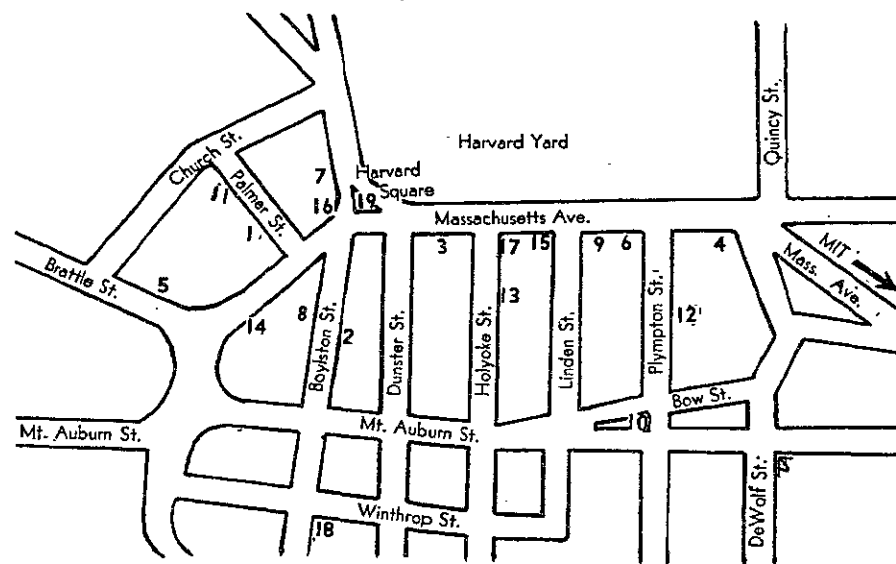 Harvard Yard
Quincy St.
Church St.
7
Harvard
Square
11
Palmer St.
16
19
Massachusetts Ave.
1
3
17
15
9
6
4
MIT
Mass. Ave.
Brattle St.
5
13
14
8
Boylston St.
2
Dunster St.
Holyoke St.
Linden St.
Plympton St.
12
Bow St.
10
Mt. Auburn St.
Mt. Auburn St.
DeWolf St.
Winthrop St.
18